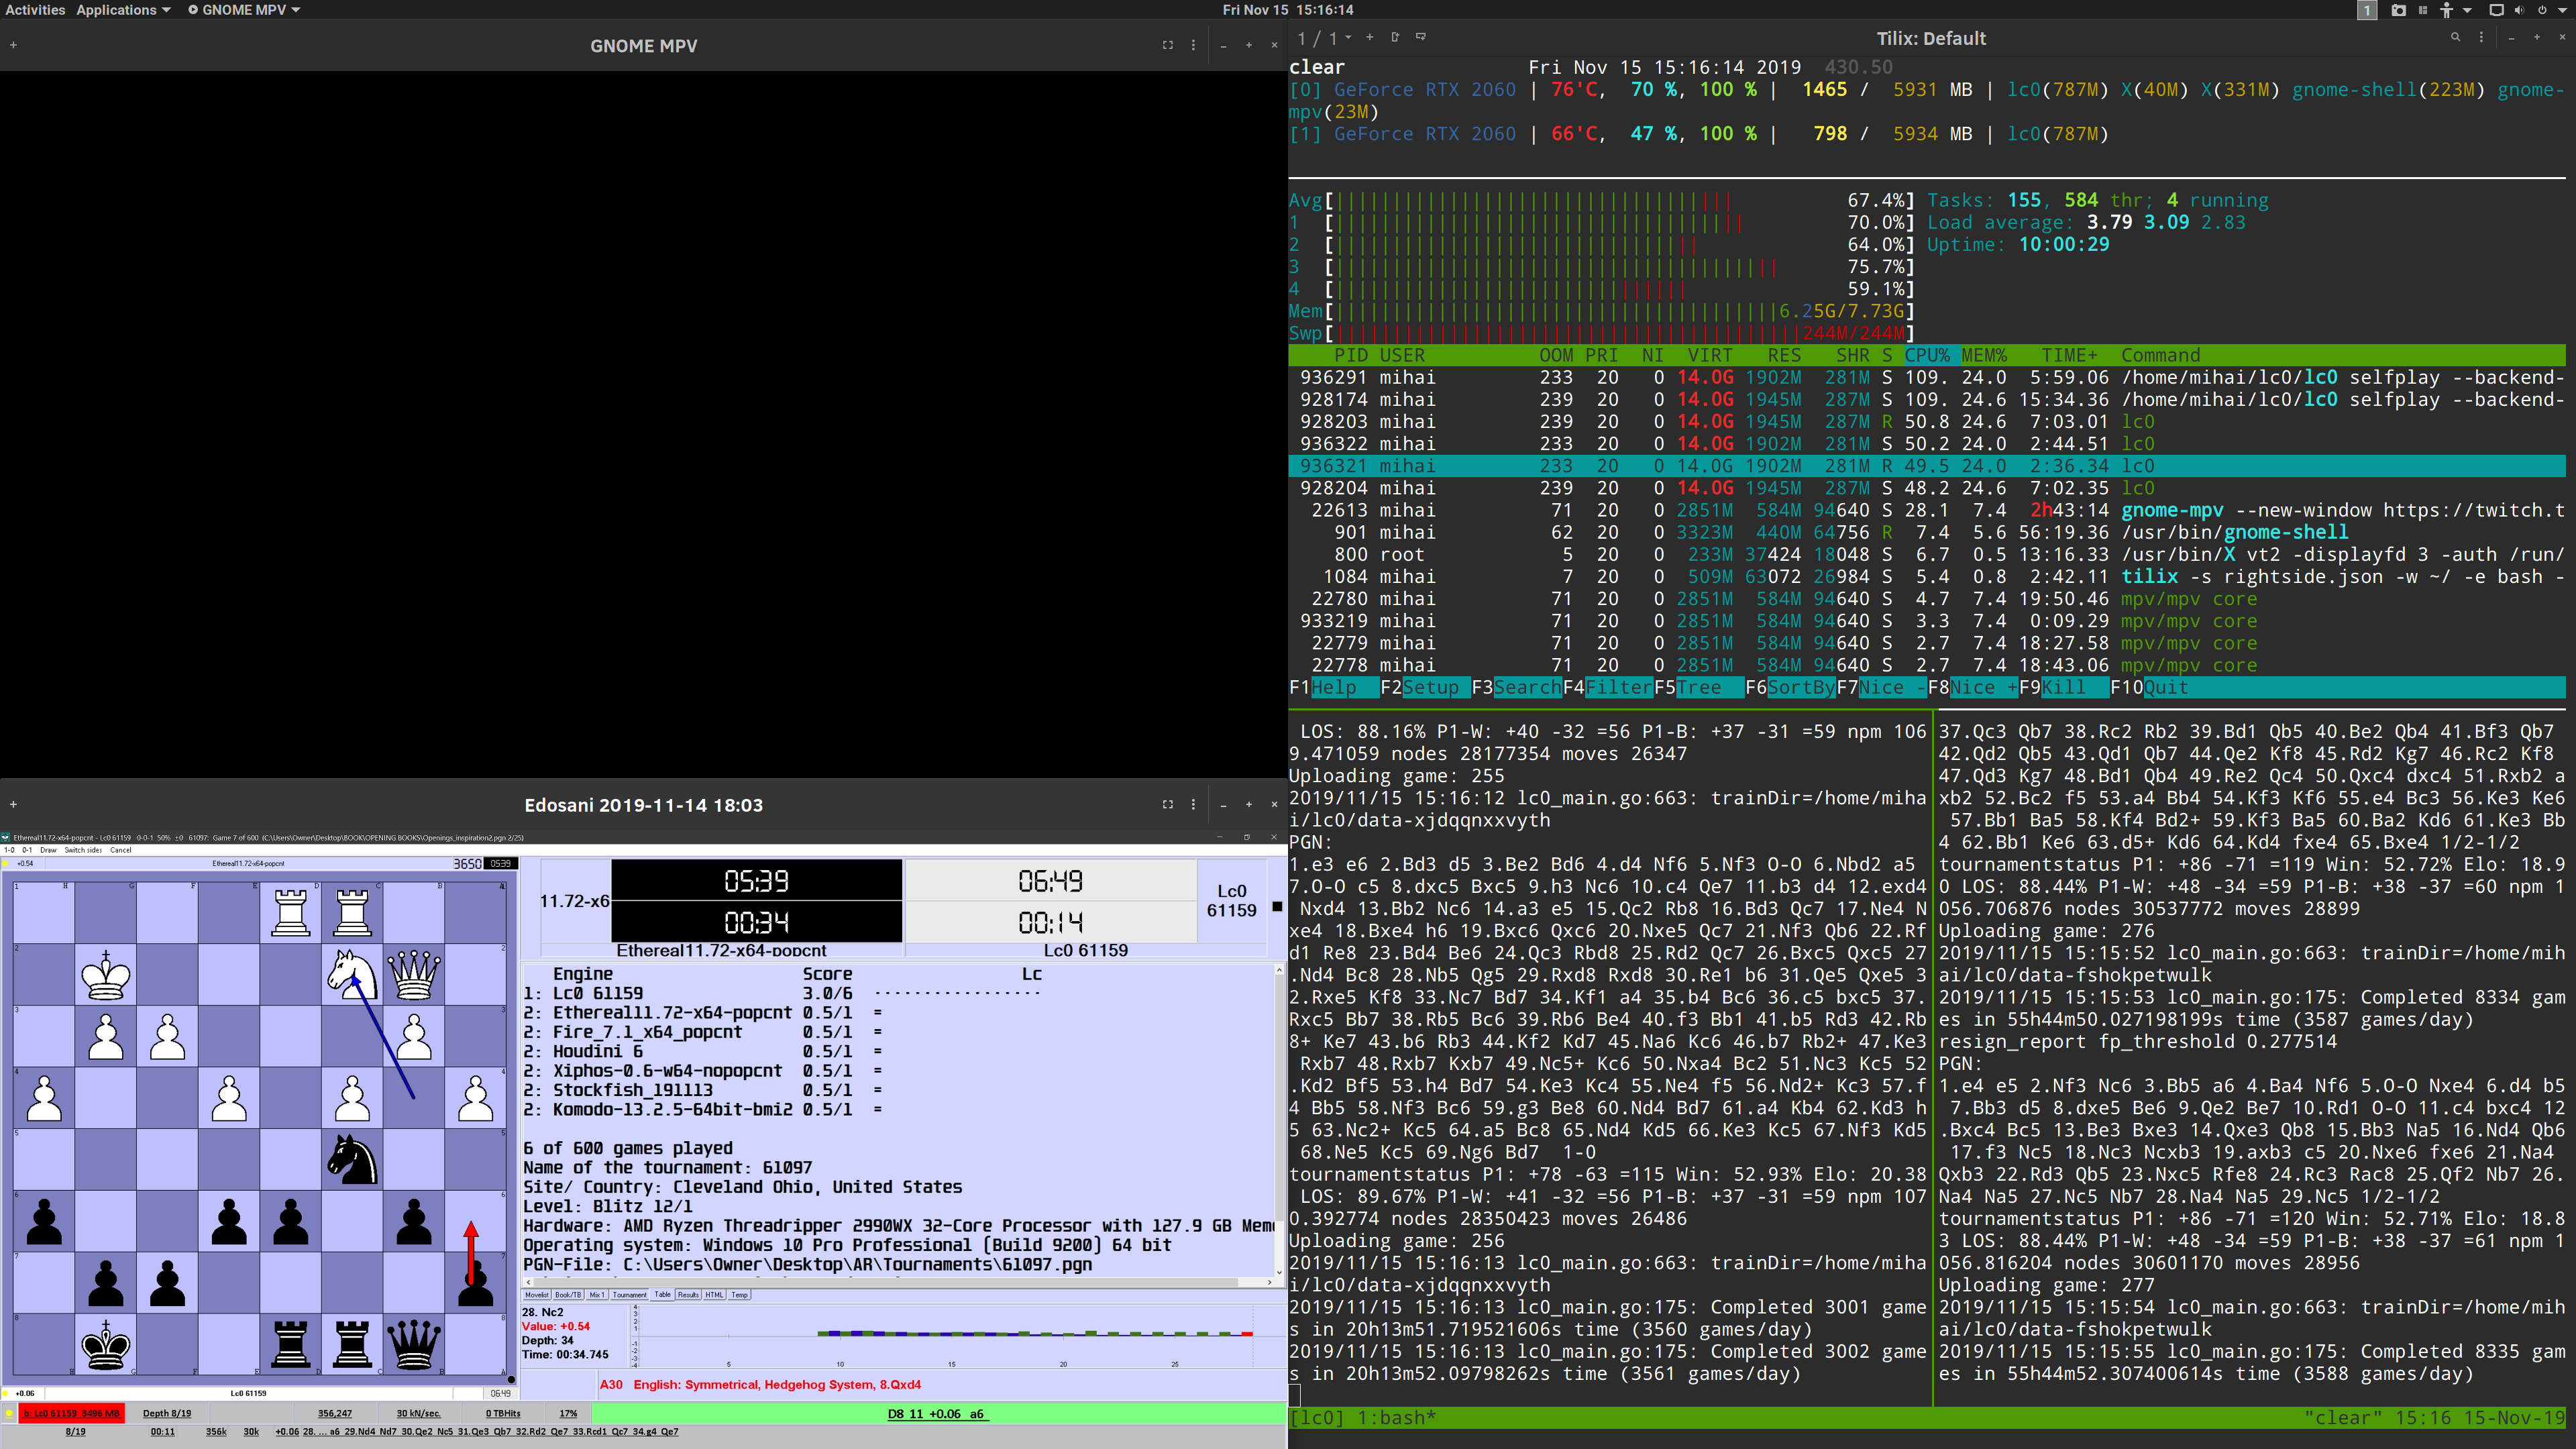 Activities Applications GNOME MPV Fri Nov 15 15:16:14 1
GNOME MPV
Edosani 2019-11-14 18:03
Ethereal11.72-x64-popcnt - Lc0 61159 0-0-1 50% ±0 61097: Game 7 of 600 (C:\Users\Owner\Desktop\BOOK\OPENING BOOKS\Openings_inspiration2.pgn 2/25)
1-0 0-1 Draw Switch sides Cancel
+0.54 Ethereal11.72-x64-popcnt 3650 05:39
1 H G F E D C B A
2 2
3 3
4 4
5 5
6 6
7 7
8 H G F E D C B A 8
+0.06 Lc0 61159 06:49
11.72-x6 05:39 06:49 Lc0
00:34 00:14 61159
Ethereal11.72-x64-popcnt Lc0 61159
Engine Score Lc
1: Lc0 61159 3.0/6 - - - - - - - - - - - - - - - - -
2: Ethereal11.72-x64-popcnt 0.5/1 =
2: Fire_7.1_x64_popcnt 0.5/1 =
2: Houdini 6 0.5/1 =
2: Xiphos-0.6-w64-nopopcnt 0.5/1 =
2: Stockfish_191113 0.5/1 =
2: Komodo-13.2.5-64bit-bmi2 0.5/1 =
6 of 600 games played
Name of the tournament: 61097
Site/ Country: Cleveland Ohio, United States
Level: Blitz 12/1
Hardware: AMD Ryzen Threadripper 2990WX 32-Core Processor with 127.9 GB Mem
Operating system: Windows 10 Pro Professional (Build 9200) 64 bit
PGN-File: C:\Users\Owner\Desktop\AR\Tournaments\61097.pgn
Movelist Book/TB Mix 1 Tournament Table Results HTML Temp
28. Nc2
Value: +0.54
Depth: 34
Time: 00:34.745
5 10 15 20 25
A30 English: Symmetrical, Hedgehog System, 8.Qxd4
b: Lc0 61159 3496 MB Depth 8/19 356,247 30 kN/sec. 0 TBHits 17% D8 11 +0.06 a6
8/19 00:11 356k 30k +0.06 28. ... a6 29.Nd4 Nd7 30.Qe2 Nc5 31.Qe3 Qb7 32.Rd2 Qe7 33.Rcd1 Qc7 34.g4 Qe7
1 / 1 Tilix: Default
clear Fri Nov 15 15:16:14 2019 430.50
[0] GeForce RTX 2060 | 76'C, 70 %, 100 % | 1465 / 5931 MB | lc0(787M) X(40M) X(331M) gnome-shell(223M) gnome-
mpv(23M)
[1] GeForce RTX 2060 | 66'C, 47 %, 100 % | 798 / 5934 MB | lc0(787M)
Avg[ 67.4%] Tasks: 155, 584 thr; 4 running
1 [ 70.0%] Load average: 3.79 3.09 2.83
2 [ 64.0%] Uptime: 10:00:29
3 [ 75.7%]
4 [ 59.1%]
Mem[ 6.25G/7.73G]
Swp[ 244M/244M]
PID USER OOM PRI NI VIRT RES SHR S CPU% MEM% TIME+ Command
936291 mihai 233 20 0 14.0G 1902M 281M S 109. 24.0 5:59.06 /home/mihai/lc0/lc0 selfplay --backend-
928174 mihai 239 20 0 14.0G 1945M 287M S 109. 24.6 15:34.36 /home/mihai/lc0/lc0 selfplay --backend-
928203 mihai 239 20 0 14.0G 1945M 287M R 50.8 24.6 7:03.01 lc0
936322 mihai 233 20 0 14.0G 1902M 281M S 50.2 24.0 2:44.51 lc0
936321 mihai 233 20 0 14.0G 1902M 281M R 49.5 24.0 2:36.34 lc0
928204 mihai 239 20 0 14.0G 1945M 287M S 48.2 24.6 7:02.35 lc0
22613 mihai 71 20 0 2851M 584M 94640 S 28.1 7.4 2h43:14 gnome-mpv --new-window https://twitch.t
901 mihai 62 20 0 3323M 440M 64756 R 7.4 5.6 56:19.36 /usr/bin/gnome-shell
800 root 5 20 0 233M 37424 18048 S 6.7 0.5 13:16.33 /usr/bin/X vt2 -displayfd 3 -auth /run/
1084 mihai 7 20 0 509M 63072 26984 S 5.4 0.8 2:42.11 tilix -s rightside.json -w ~/ -e bash -
22780 mihai 71 20 0 2851M 584M 94640 S 4.7 7.4 19:50.46 mpv/mpv core
933219 mihai 71 20 0 2851M 584M 94640 S 3.3 7.4 0:09.29 mpv/mpv core
22779 mihai 71 20 0 2851M 584M 94640 S 2.7 7.4 18:27.58 mpv/mpv core
22778 mihai 71 20 0 2851M 584M 94640 S 2.7 7.4 18:43.06 mpv/mpv core
F1Help F2Setup F3SearchF4FilterF5Tree F6SortByF7Nice -F8Nice +F9Kill F10Quit
LOS: 88.16% P1-W: +40 -32 =56 P1-B: +37 -31 =59 npm 106
9.471059 nodes 28177354 moves 26347
Uploading game: 255
2019/11/15 15:16:12 lc0_main.go:663: trainDir=/home/miha
i/lc0/data-xjdqqnxxvyth
PGN:
1.e3 e6 2.Bd3 d5 3.Be2 Bd6 4.d4 Nf6 5.Nf3 O-O 6.Nbd2 a5
7.O-O c5 8.dxc5 Bxc5 9.h3 Nc6 10.c4 Qe7 11.b3 d4 12.exd4
Nxd4 13.Bb2 Nc6 14.a3 e5 15.Qc2 Rb8 16.Bd3 Qc7 17.Ne4 N
xe4 18.Bxe4 h6 19.Bxc6 Qxc6 20.Nxe5 Qc7 21.Nf3 Qb6 22.Rf
d1 Re8 23.Bd4 Be6 24.Qc3 Rbd8 25.Rd2 Qc7 26.Bxc5 Qxc5 27
.Nd4 Bc8 28.Nb5 Qg5 29.Rxd8 Rxd8 30.Re1 b6 31.Qe5 Qxe5 3
2.Rxe5 Kf8 33.Nc7 Bd7 34.Kf1 a4 35.b4 Bc6 36.c5 bxc5 37.
Rxc5 Bb7 38.Rb5 Bc6 39.Rb6 Be4 40.f3 Bb1 41.b5 Rd3 42.Rb
8+ Ke7 43.b6 Rb3 44.Kf2 Kd7 45.Na6 Kc6 46.b7 Rb2+ 47.Ke3
Rxb7 48.Rxb7 Kxb7 49.Nc5+ Kc6 50.Nxa4 Bc2 51.Nc3 Kc5 52
.Kd2 Bf5 53.h4 Bd7 54.Ke3 Kc4 55.Ne4 f5 56.Nd2+ Kc3 57.f
4 Bb5 58.Nf3 Bc6 59.g3 Be8 60.Nd4 Bd7 61.a4 Kb4 62.Kd3 h
5 63.Nc2+ Kc5 64.a5 Bc8 65.Nd4 Kd5 66.Ke3 Kc5 67.Nf3 Kd5
68.Ne5 Kc5 69.Ng6 Bd7 1-0
tournamentstatus P1: +78 -63 =115 Win: 52.93% Elo: 20.38
LOS: 89.67% P1-W: +41 -32 =56 P1-B: +37 -31 =59 npm 107
0.392774 nodes 28350423 moves 26486
Uploading game: 256
2019/11/15 15:16:13 lc0_main.go:663: trainDir=/home/miha
i/lc0/data-xjdqqnxxvyth
2019/11/15 15:16:13 lc0_main.go:175: Completed 3001 game
s in 20h13m51.719521606s time (3560 games/day)
2019/11/15 15:16:13 lc0_main.go:175: Completed 3002 game
s in 20h13m52.09798262s time (3561 games/day)
37.Qc3 Qb7 38.Rc2 Rb2 39.Bd1 Qb5 40.Be2 Qb4 41.Bf3 Qb7
42.Qd2 Qb5 43.Qd1 Qb7 44.Qe2 Kf8 45.Rd2 Kg7 46.Rc2 Kf8
47.Qd3 Kg7 48.Bd1 Qb4 49.Re2 Qc4 50.Qxc4 dxc4 51.Rxb2 a
xb2 52.Bc2 f5 53.a4 Bb4 54.Kf3 Kf6 55.e4 Bc3 56.Ke3 Ke6
57.Bb1 Ba5 58.Kf4 Bd2+ 59.Kf3 Ba5 60.Ba2 Kd6 61.Ke3 Bb
4 62.Bb1 Ke6 63.d5+ Kd6 64.Kd4 fxe4 65.Bxe4 1/2-1/2
tournamentstatus P1: +86 -71 =119 Win: 52.72% Elo: 18.9
0 LOS: 88.44% P1-W: +48 -34 =59 P1-B: +38 -37 =60 npm 1
056.706876 nodes 30537772 moves 28899
Uploading game: 276
2019/11/15 15:15:52 lc0_main.go:663: trainDir=/home/mih
ai/lc0/data-fshokpetwulk
2019/11/15 15:15:53 lc0_main.go:175: Completed 8334 gam
es in 55h44m50.027198199s time (3587 games/day)
resign_report fp_threshold 0.277514
PGN:
1.e4 e5 2.Nf3 Nc6 3.Bb5 a6 4.Ba4 Nf6 5.O-O Nxe4 6.d4 b5
7.Bb3 d5 8.dxe5 Be6 9.Qe2 Be7 10.Rd1 O-O 11.c4 bxc4 12
.Bxc4 Bc5 13.Be3 Bxe3 14.Qxe3 Qb8 15.Bb3 Na5 16.Nd4 Qb6
17.f3 Nc5 18.Nc3 Ncxb3 19.axb3 c5 20.Nxe6 fxe6 21.Na4
Qxb3 22.Rd3 Qb5 23.Nxc5 Rfe8 24.Rc3 Rac8 25.Qf2 Nb7 26.
Na4 Na5 27.Nc5 Nb7 28.Na4 Na5 29.Nc5 1/2-1/2
tournamentstatus P1: +86 -71 =120 Win: 52.71% Elo: 18.8
3 LOS: 88.44% P1-W: +48 -34 =59 P1-B: +38 -37 =61 npm 1
056.816204 nodes 30601170 moves 28956
Uploading game: 277
2019/11/15 15:15:54 lc0_main.go:663: trainDir=/home/mih
ai/lc0/data-fshokpetwulk
2019/11/15 15:15:55 lc0_main.go:175: Completed 8335 gam
es in 55h44m52.307400614s time (3588 games/day)
[lc0] 1:bash* "clear" 15:16 15-Nov-19